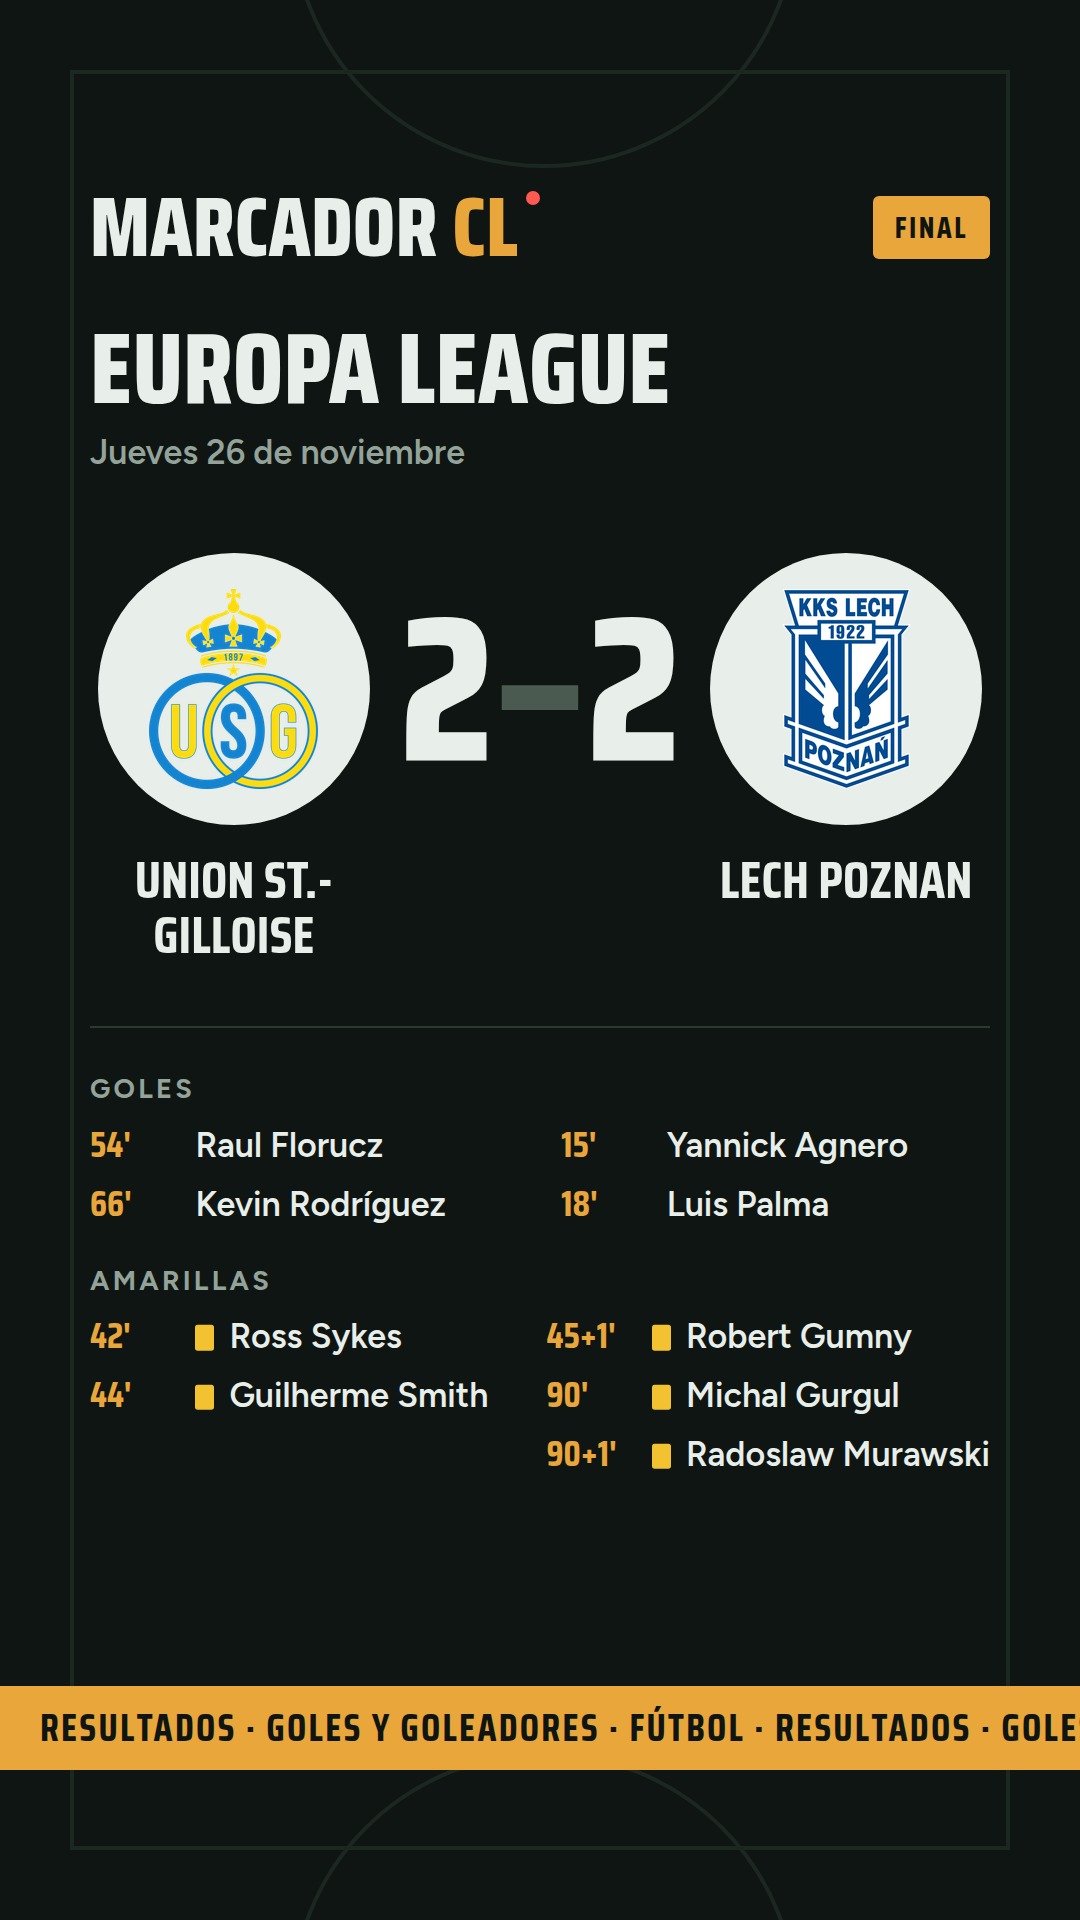 MARCADOR CL
FINAL
EUROPA LEAGUE
Jueves 26 de noviembre
1897
USG
2-2
KKS LECH
1922
POZNAŃ
UNION ST.-
GILLOISE
LECH POZNAN
GOLES
54' Raul Florucz 15' Yannick Agnero
66' Kevin Rodríguez 18' Luis Palma
AMARILLAS
42' Ross Sykes 45+1' Robert Gumny
44' Guilherme Smith 90' Michal Gurgul
90+1' Radoslaw Murawski
RESULTADOS · GOLES Y GOLEADORES · FÚTBOL · RESULTADOS · GOLES